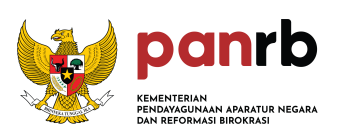 panrb
KEMENTERIAN
PENDAYAGUNAAN APARATUR NEGARA
DAN REFORMASI BIROKRASI